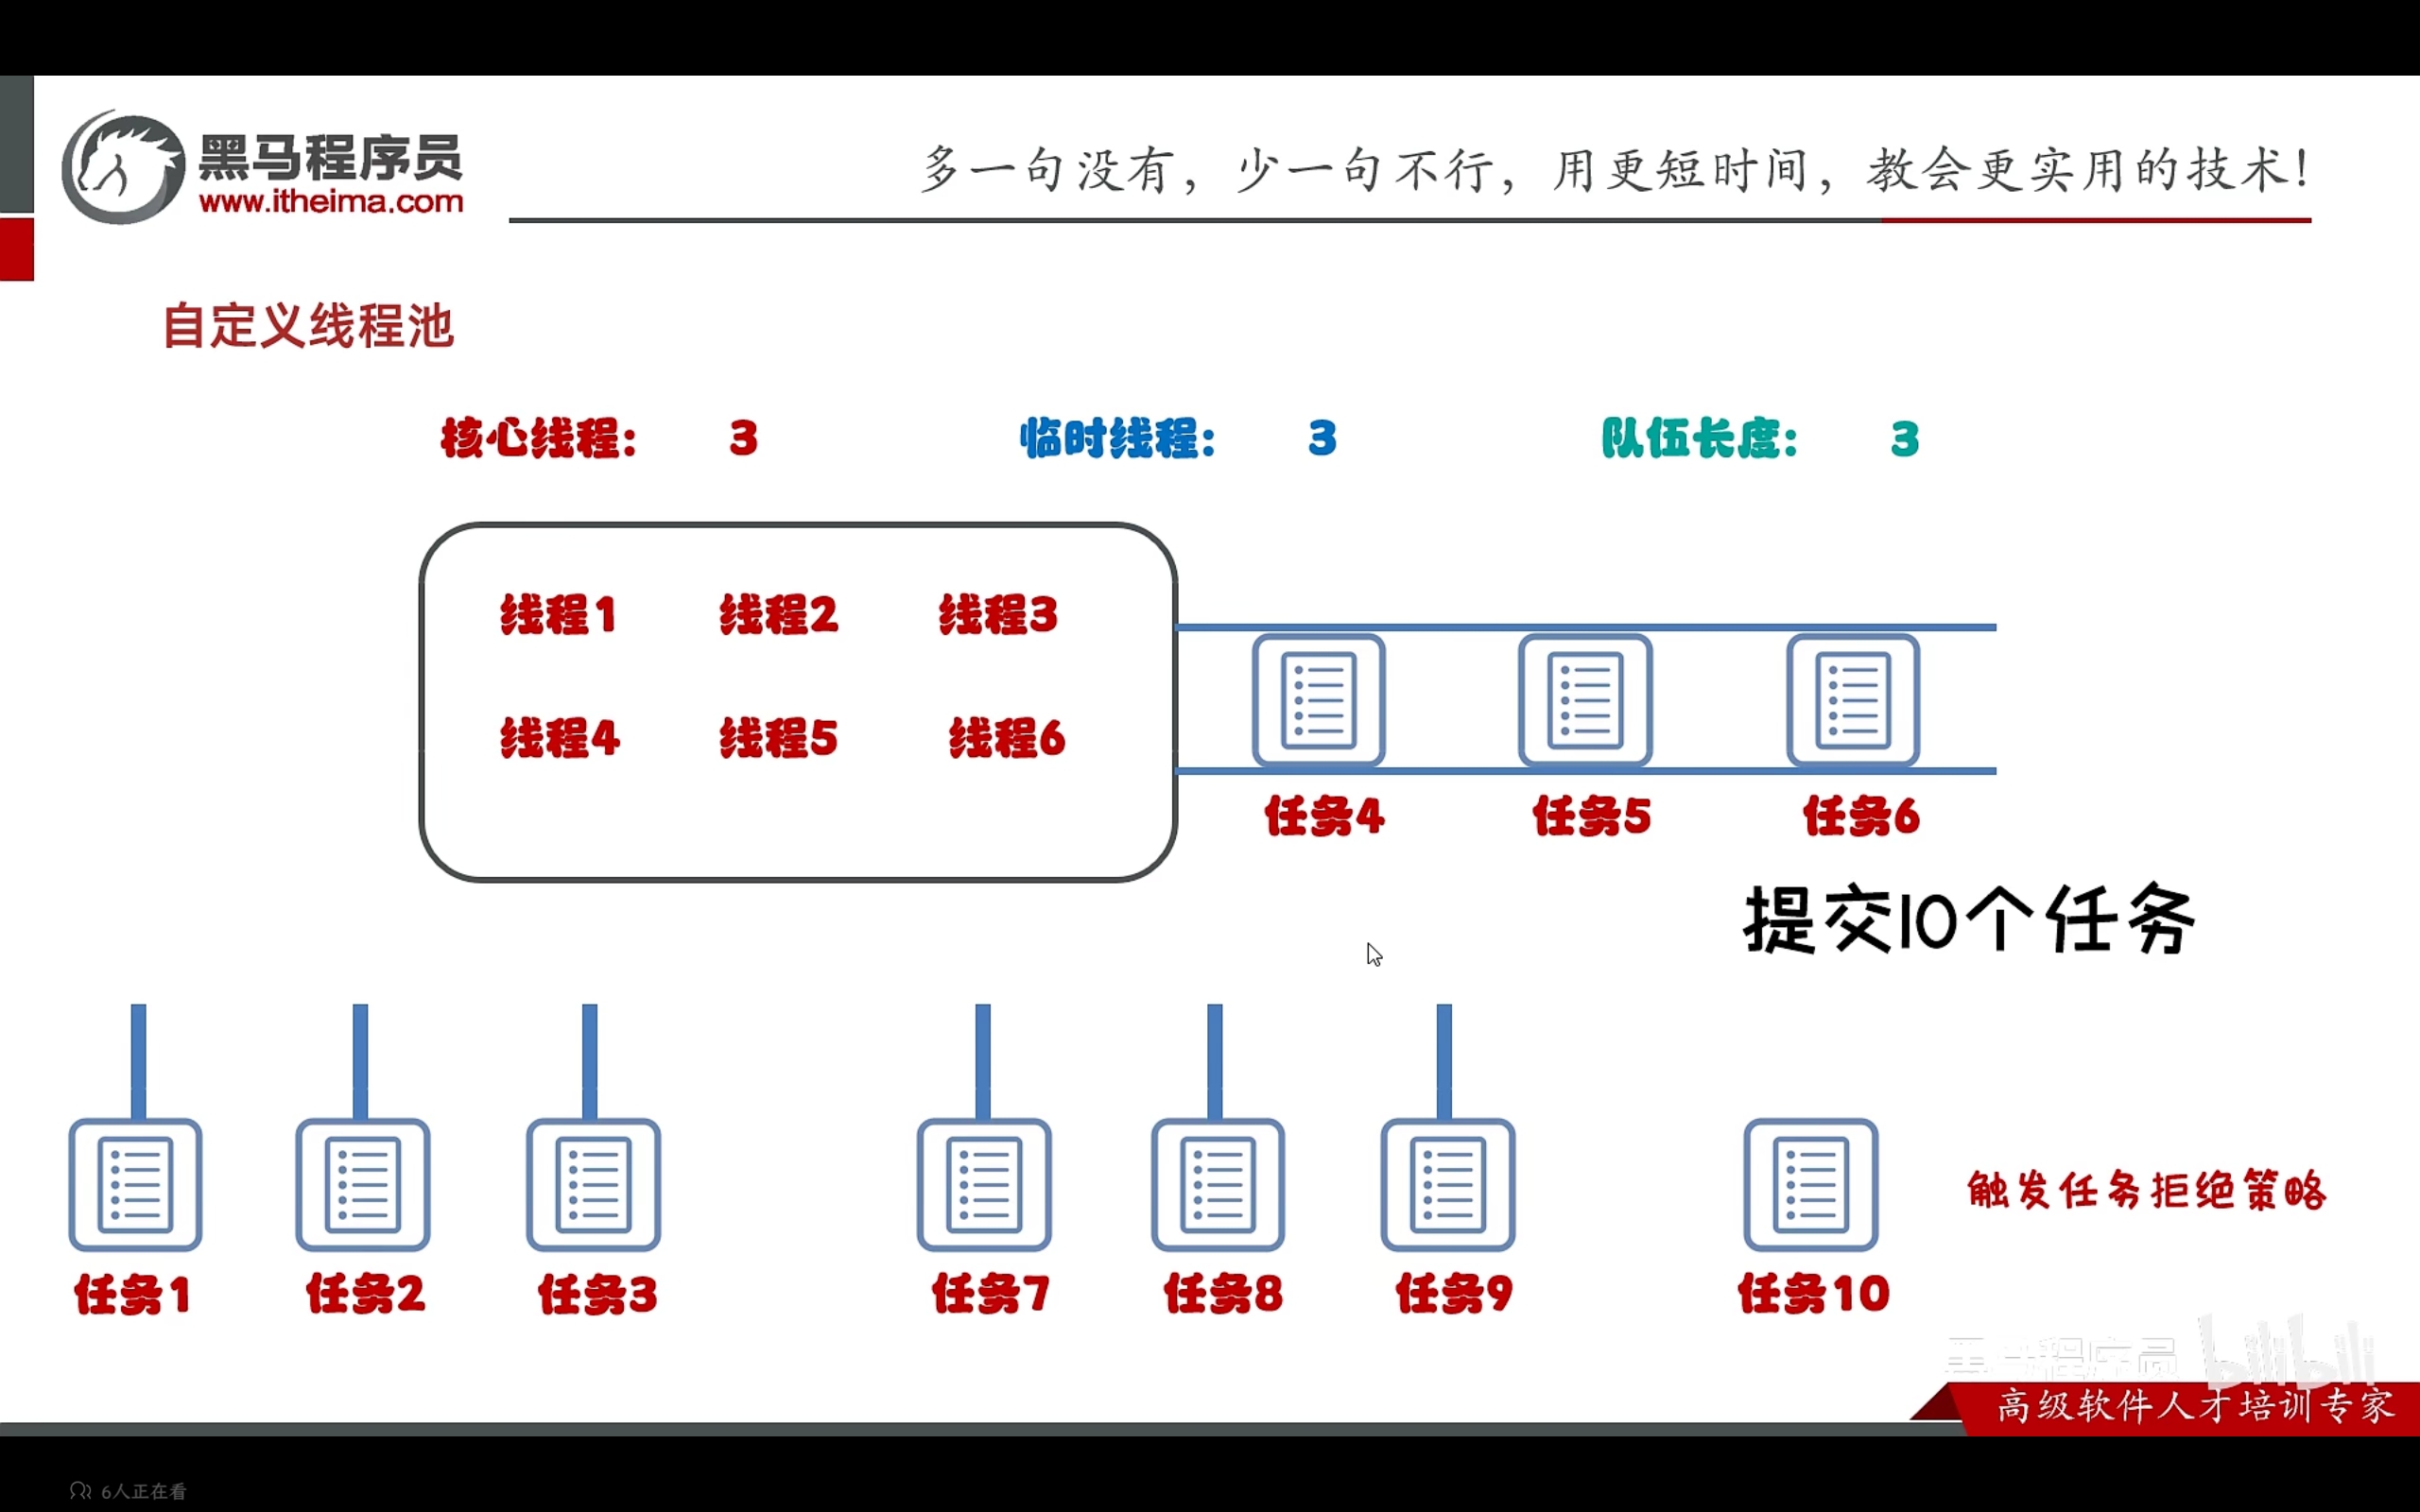 黑马程序员
www.itheima.com
多一句没有，少一句不行，用更短时间，教会更实用的技术！
自定义线程池
核心线程： 3 临时线程： 3 队伍长度： 3
线程1 线程2 线程3
线程4 线程5 线程6
任务4 任务5 任务6
提交10个任务
任务1 任务2 任务3 任务7 任务8 任务9 任务10
触发任务拒绝策略
黑马程序员 bilibili
高级软件人才培训专家
6人正在看